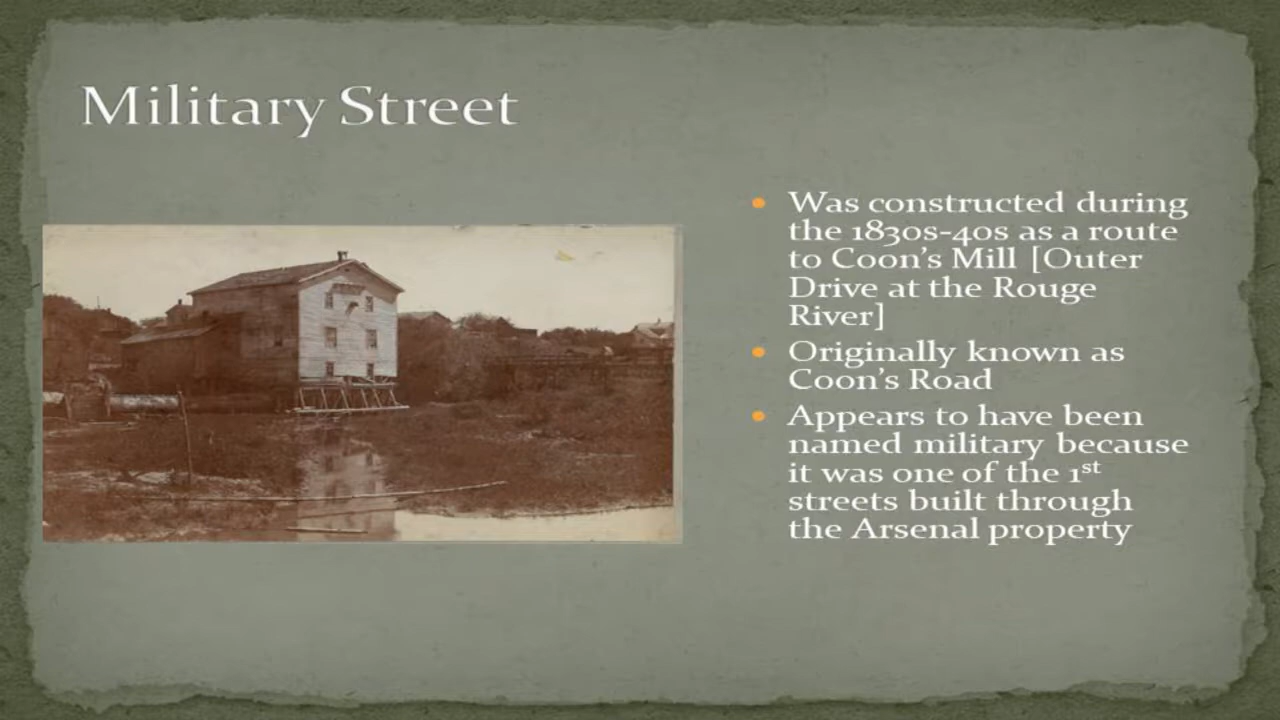 Military Street
• Was constructed during
the 1830s-40s as a route
to Coon's Mill [Outer
Drive at the Rouge
River]
• Originally known as
Coon's Road
• Appears to have been
named military because
it was one of the 1st
streets built through
the Arsenal property